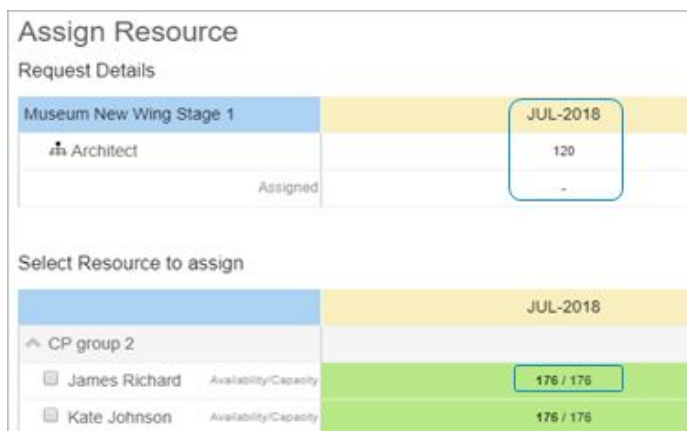 Assign Resource
Request Details
Museum New Wing Stage 1 JUL-2018
Architect 120
Assigned -
Select Resource to assign
JUL-2018
CP group 2
James Richard Availability/Capacity 176 / 176
Kate Johnson Availability/Capacity 176 / 176